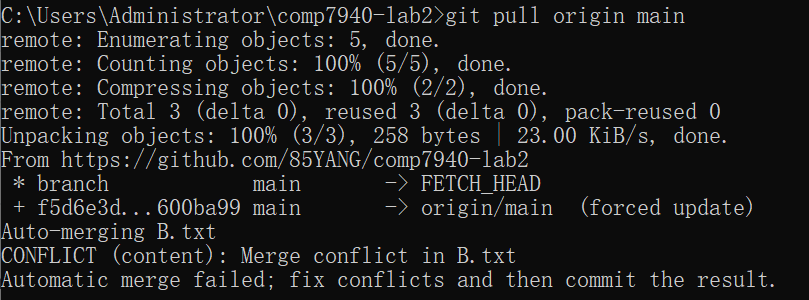 C:\Users\Administrator\comp7940-lab2>git pull origin main
remote: Enumerating objects: 5, done.
remote: Counting objects: 100% (5/5), done.
remote: Compressing objects: 100% (2/2), done.
remote: Total 3 (delta 0), reused 3 (delta 0), pack-reused 0
Unpacking objects: 100% (3/3), 258 bytes | 23.00 KiB/s, done.
From https://github.com/85YANG/comp7940-lab2
 * branch            main       -> FETCH_HEAD
 + f5d6e3d...600ba99 main       -> origin/main  (forced update)
Auto-merging B.txt
CONFLICT (content): Merge conflict in B.txt
Automatic merge failed; fix conflicts and then commit the result.